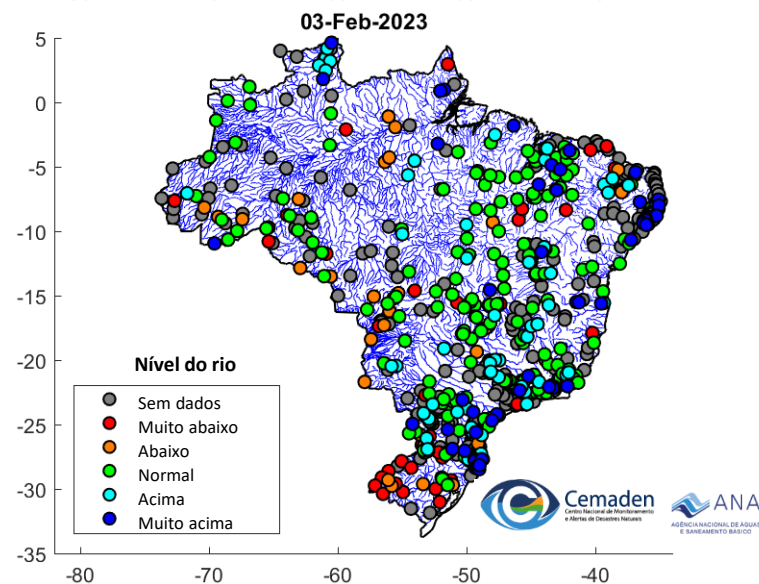 03-Feb-2023
5
0
-5
-10
-15
-20
-25
-30
-35
Nível do rio
Sem dados
Muito abaixo
Abaixo
Normal
Acima
Muito acima
Cemaden
Centro Nacional de Monitoramento
e Alertas de Desastres Naturais
ANA
AGÊNCIA NACIONAL DE ÁGUAS
E SANEAMENTO BÁSICO
-80
-70
-60
-50
-40